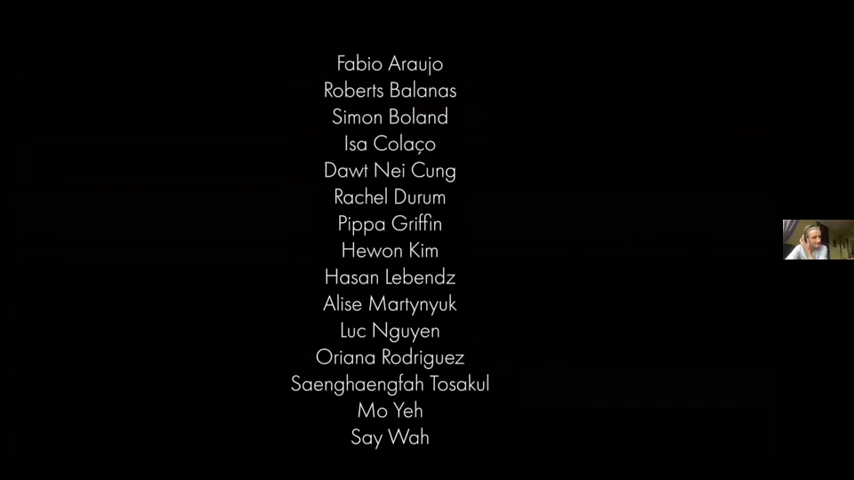 Fabio Araujo
Roberts Balanas
Simon Boland
Isa Colaço
Dawt Nei Cung
Rachel Durum
Pippa Griffin
Hewon Kim
Hasan Lebendz
Alise Martynyuk
Luc Nguyen
Oriana Rodriguez
Saenghaengfah Tosakul
Mo Yeh
Say Wah